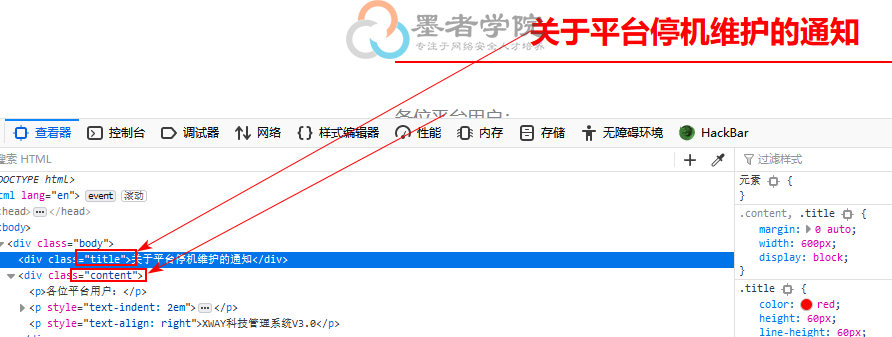 墨者学院
专注于网络安全人才培养
关于平台停机维护的通知
各位平台用户：
查看器 控制台 调试器 网络 {} 样式编辑器 性能 内存 存储 无障碍环境 HackBar
搜索 HTML
过滤样式
DOCTYPE html>
tml lang="en"> event 滚动
head> ••• </head>
body>
<div class="body">
<div class="title">关于平台停机维护的通知</div>
<div class="content">
<p>各位平台用户：</p>
<p style="text-indent: 2em"> ••• </p>
<p style="text-align: right">XWAY科技管理系统V3.0</p>
元素 {
}
.content, .title {
margin: 0 auto;
width: 600px;
display: block;
}
.title {
color: red;
height: 60px;
line-height: 60px;